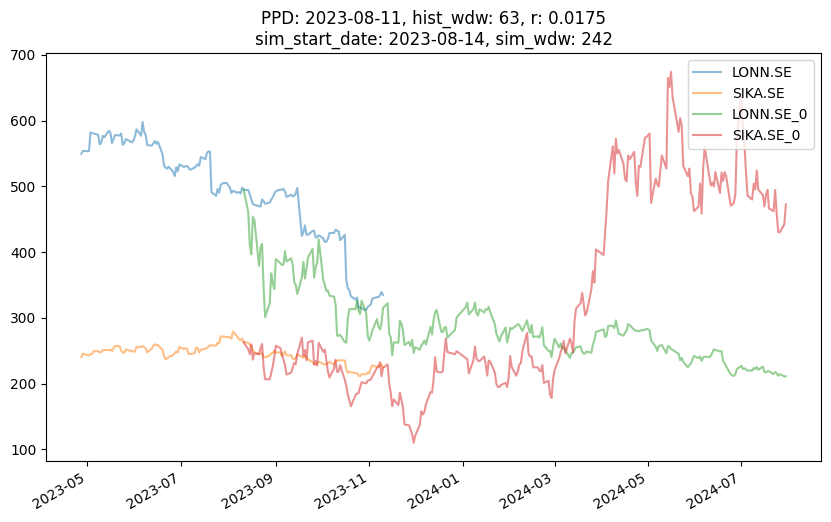 PPD: 2023-08-11, hist_wdw: 63, r: 0.0175
sim_start_date: 2023-08-14, sim_wdw: 242
700
600
500
400
300
200
100
LONN.SE
SIKA.SE
LONN.SE_0
SIKA.SE_0
2023-05
2023-07
2023-09
2023-11
2024-01
2024-03
2024-05
2024-07